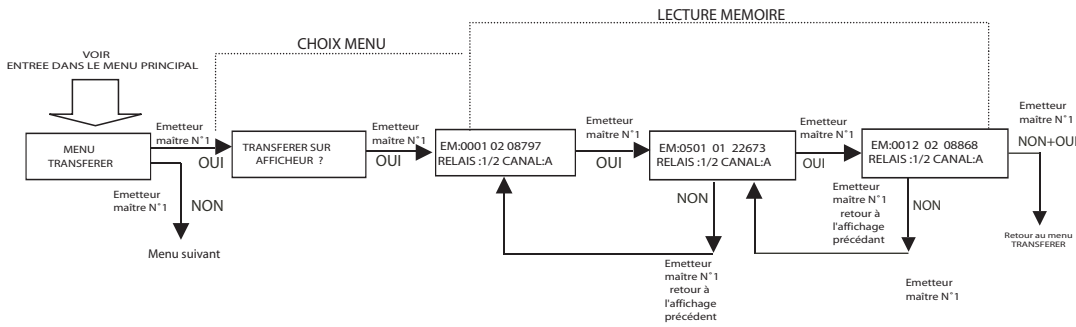 LECTURE MEMOIRE
CHOIX MENU
VOIR
ENTREE DANS LE MENU PRINCIPAL
MENU
TRANSFERER
Emetteur
maître N°1
OUI
Emetteur
maître N°1
NON
Menu suivant
TRANSFERER SUR
AFFICHEUR ?
Emetteur
maître N°1
OUI
EM:0001 02 08797
RELAIS :1/2 CANAL:A
Emetteur
maître N°1
OUI
EM:0501 01 22673
RELAIS :1/2 CANAL:A
NON
Emetteur
maître N°1
retour à
l'affichage
précédent
Emetteur
maître N°1
OUI
EM:0012 02 08868
RELAIS :1/2 CANAL:A
Emetteur
maître N°1
retour à
l'affichage
précédant
NON
Emetteur
maître N°1
Emetteur
maître N°1
NON+OUI
Retour au menu
TRANSFERER